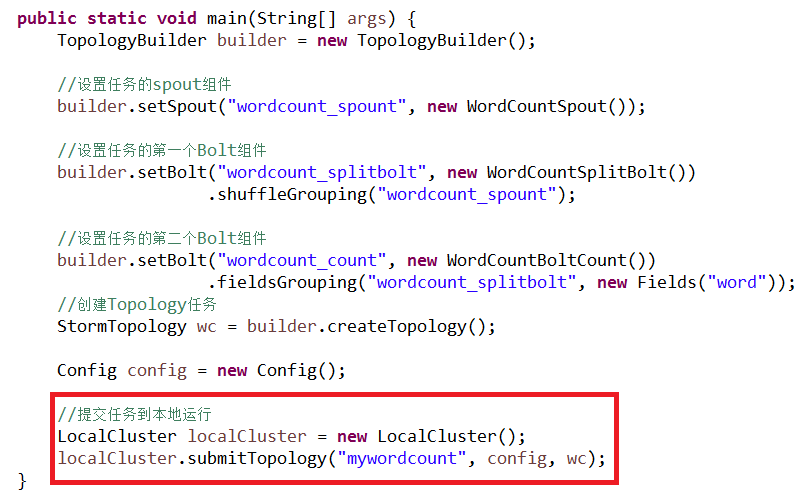 public static void main(String[] args) {
TopologyBuilder builder = new TopologyBuilder();
//设置任务的spout组件
builder.setSpout("wordcount_spount", new WordCountSpout());
//设置任务的第一个Bolt组件
builder.setBolt("wordcount_splitbolt", new WordCountSplitBolt())
.shuffleGrouping("wordcount_spount");
//设置任务的第二个Bolt组件
builder.setBolt("wordcount_count", new WordCountBoltCount())
.fieldsGrouping("wordcount_splitbolt", new Fields("word"));
//创建Topology任务
StormTopology wc = builder.createTopology();
Config config = new Config();
//提交任务到本地运行
LocalCluster localCluster = new LocalCluster();
localCluster.submitTopology("mywordcount", config, wc);
}